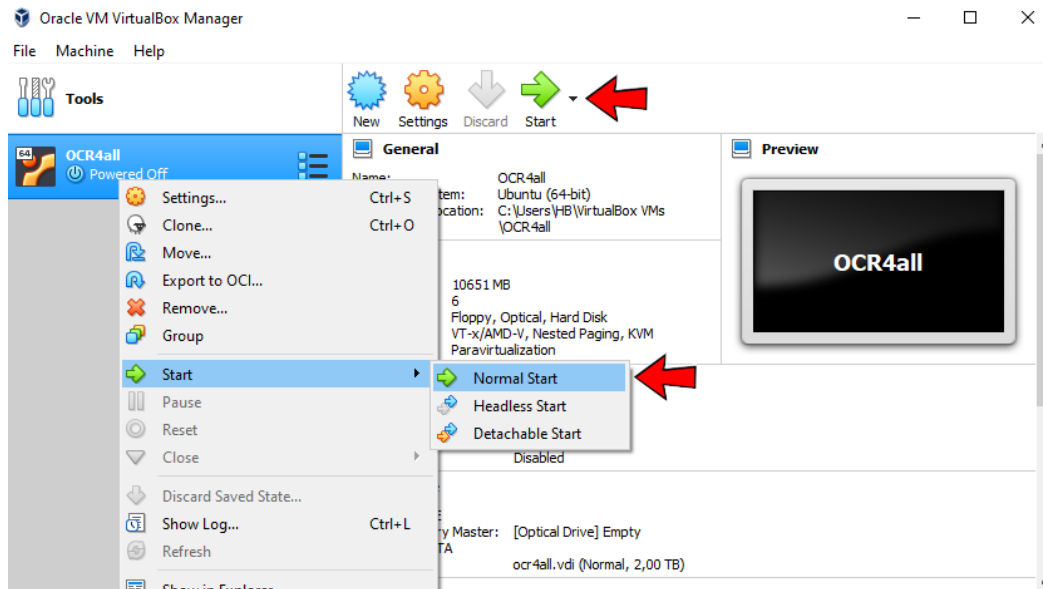 Oracle VM VirtualBox Manager
File Machine Help
Tools
New Settings Discard Start
64
OCR4all
Powered Off
General
Name: OCR4all
tem: Ubuntu (64-bit)
ocation: C:\Users\HB\VirtualBox VMs
\OCR4all
Preview
OCR4all
10651 MB
6
Floppy, Optical, Hard Disk
VT-x/AMD-V, Nested Paging, KVM
Paravirtualization
Settings... Ctrl+S
Clone... Ctrl+O
Move...
Export to OCI...
Remove...
Group
Start
Pause
Reset
Close
Discard Saved State...
Show Log... Ctrl+L
Refresh
Show in Explorer
Normal Start
Headless Start
Detachable Start
Disabled
ry Master: [Optical Drive] Empty
TA
ocr4all.vdi (Normal, 2,00 TB)